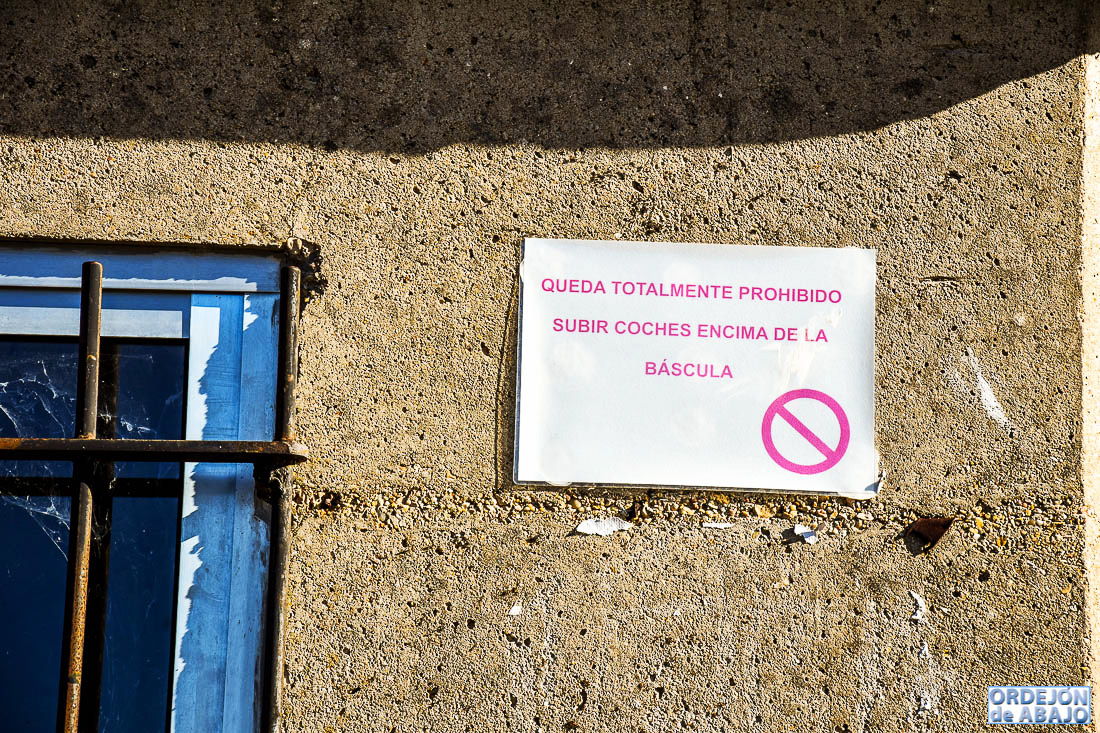 QUEDA TOTALMENTE PROHIBIDO
SUBIR COCHES ENCIMA DE LA
BÁSCULA
ORDEJÓN
de ABAJO